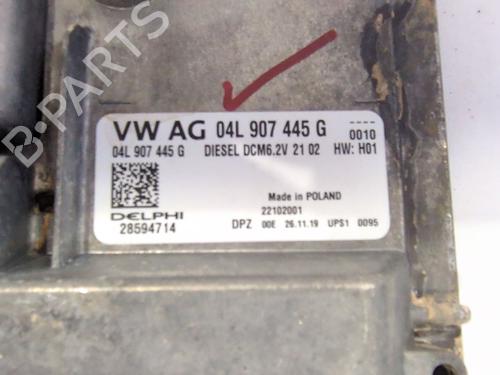 VW AG 04L 907 445 G
0010
04L 907 445 G DIESEL DCM6.2V 21 02 HW: H01
Made in POLAND
22102001
DELPHI
28594714
DPZ 00E 26.11.19 UPS1 0095
B-PARTS